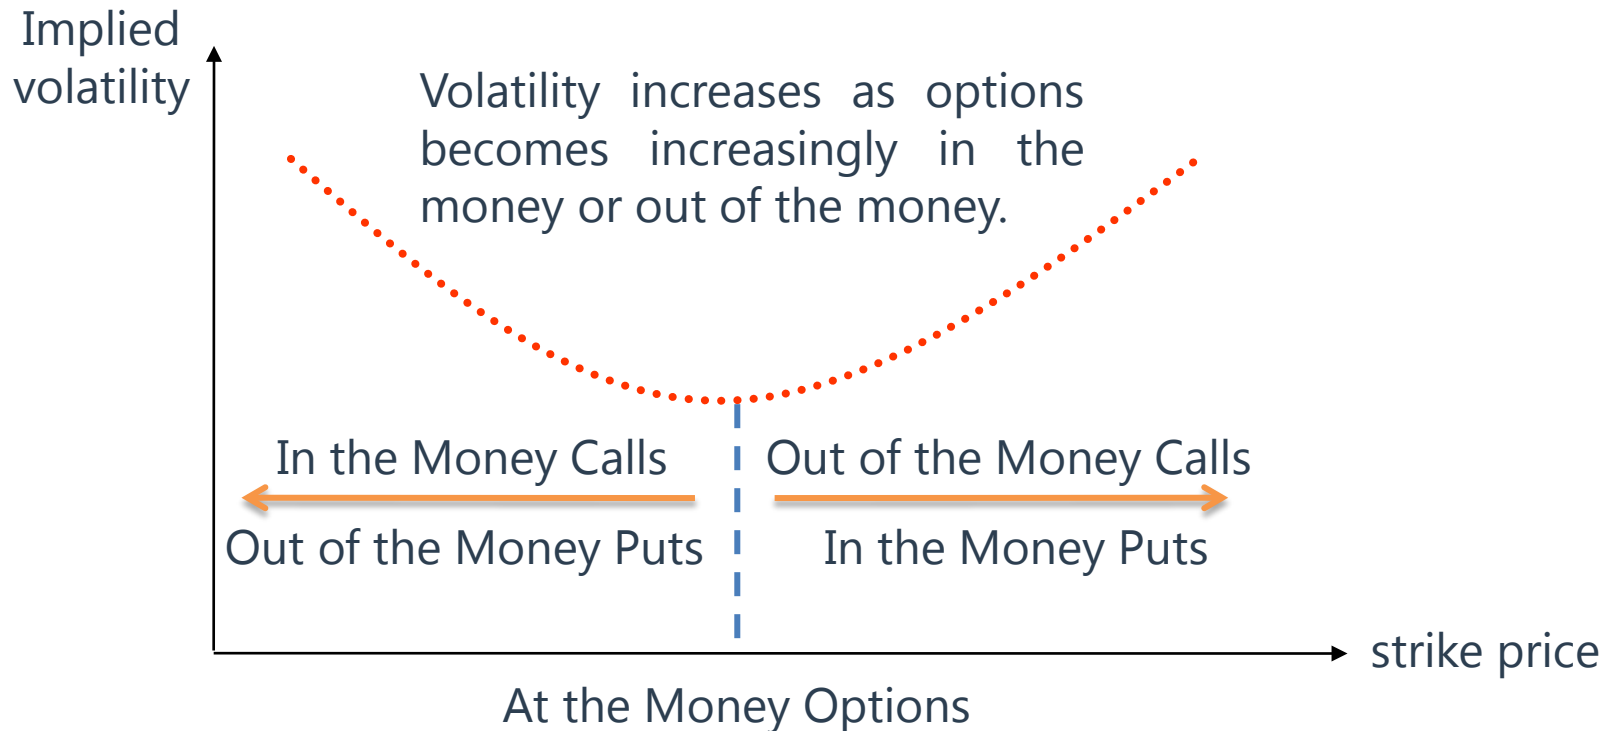 Implied
volatility
Volatility increases as options
becomes increasingly in the
money or out of the money.
In the Money Calls
Out of the Money Calls
Out of the Money Puts
In the Money Puts
strike price
At the Money Options